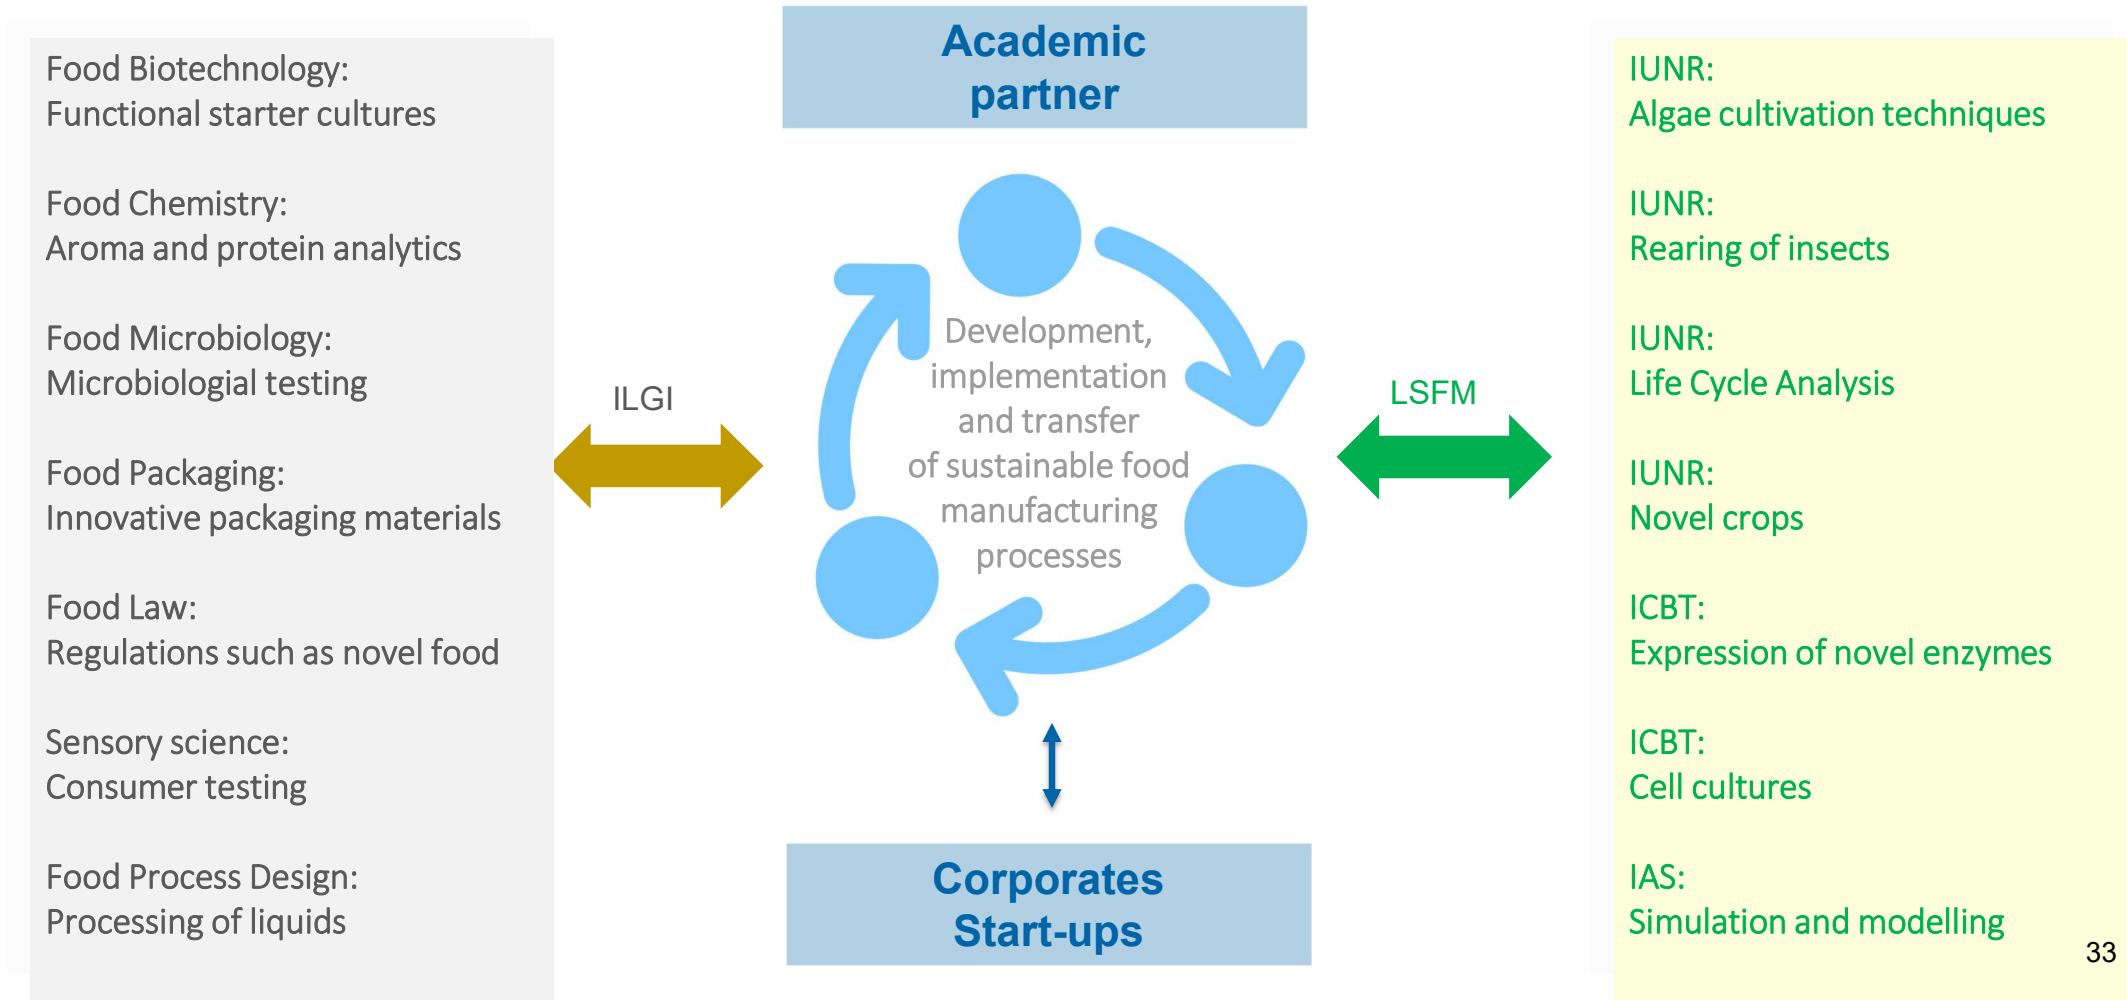 Food Biotechnology:
Functional starter cultures
Food Chemistry:
Aroma and protein analytics
Food Microbiology:
Microbiologial testing
Food Packaging:
Innovative packaging materials
Food Law:
Regulations such as novel food
Sensory science:
Consumer testing
Food Process Design:
Processing of liquids
ILGI
Academic
partner
Development,
implementation
and transfer
of sustainable food
manufacturing
processes
Corporates
Start-ups
LSFM
IUNR:
Algae cultivation techniques
IUNR:
Rearing of insects
IUNR:
Life Cycle Analysis
IUNR:
Novel crops
ICBT:
Expression of novel enzymes
ICBT:
Cell cultures
IAS:
Simulation and modelling
33